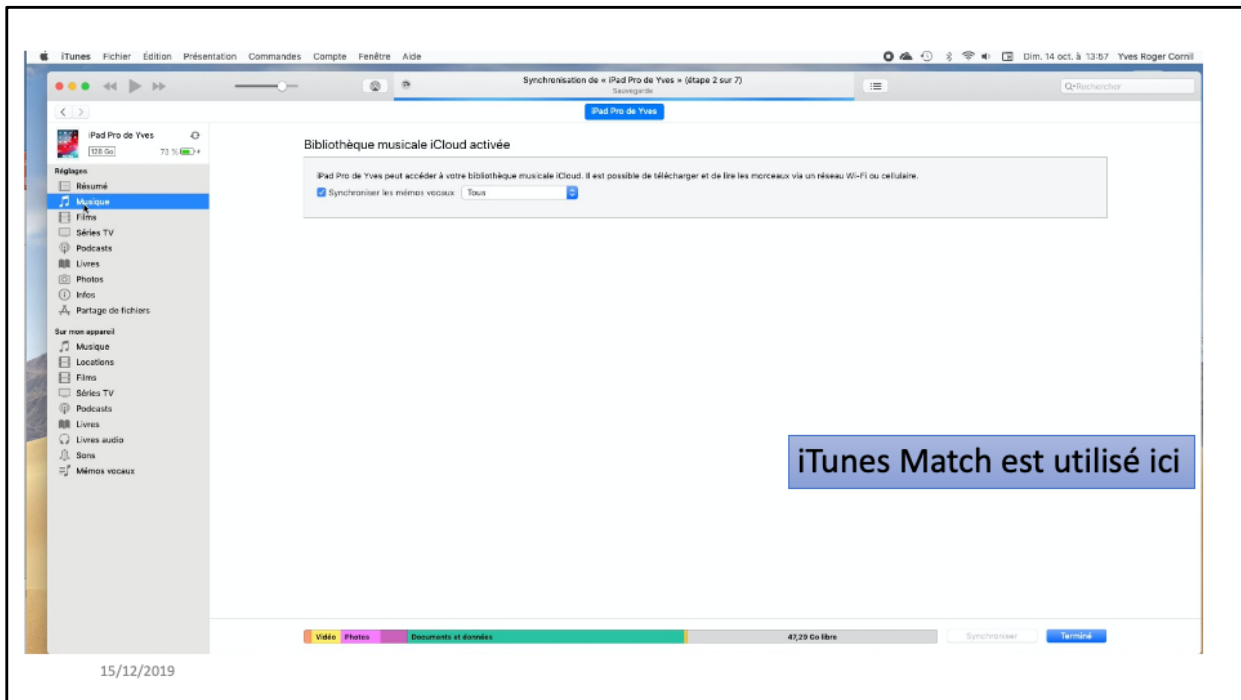 iTunes Fichier Édition Présentation Commandes Compte Fenêtre Aide Dim. 14 oct. à 13:57 Yves Roger Cornil
Synchronisation de « iPad Pro de Yves » (étape 2 sur 7)
Sauvegarde
Rechercher
iPad Pro de Yves
iPad Pro de Yves
128 Go 73 %
Réglages
Résumé
Musique
Films
Séries TV
Podcasts
Livres
Photos
Infos
Partage de fichiers
Sur mon appareil
Musique
Locations
Films
Séries TV
Podcasts
Livres
Livres audio
Sons
Mémos vocaux
Bibliothèque musicale iCloud activée
iPad Pro de Yves peut accéder à votre bibliothèque musicale iCloud. Il est possible de télécharger et de lire les morceaux via un réseau Wi-Fi ou cellulaire.
Synchroniser les mémos vocaux Tous
iTunes Match est utilisé ici
Vidéo Photos Documents et données 47,29 Go libre Synchroniser Terminé
15/12/2019